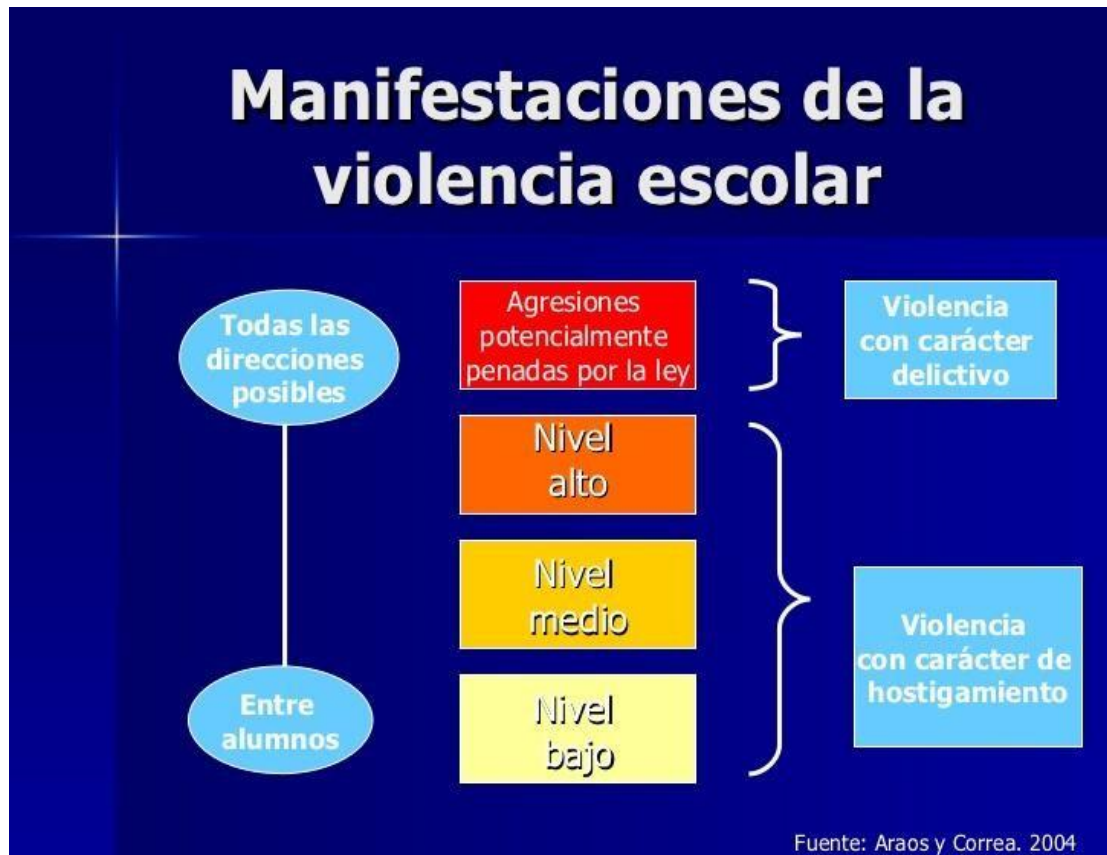 Manifestaciones de la
violencia escolar
Todas las
direcciones
posibles
Agresiones
potencialmente
penadas por la ley
Violencia
con carácter
delictivo
Nivel
alto
Nivel
medio
Violencia
con carácter de
hostigamiento
Entre
alumnos
Nivel
bajo
Fuente: Araos y Correa. 2004